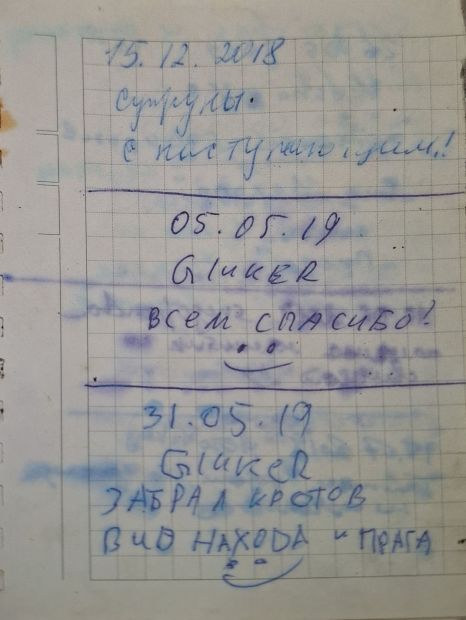 15.12.2018
Супруны.
С наступающим!
05.05.19
GluKER
ВСЕМ СПАСИБО!
31.05.19
GluKeR
ЗАБРАЛ КРОТОВ
ВИД НАХОДА и ПРАГА